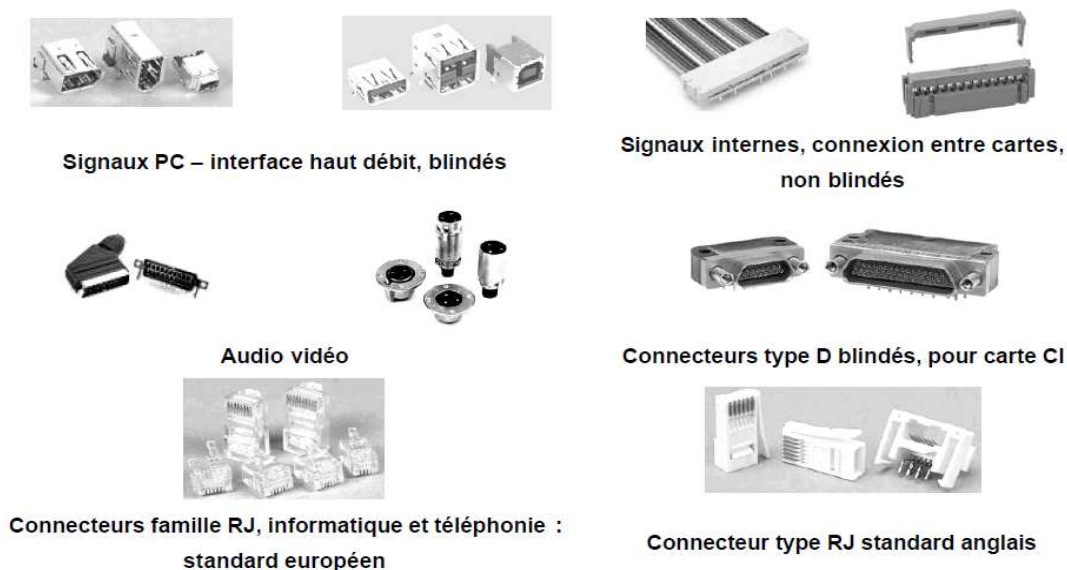 Signaux PC – interface haut débit, blindés
Signaux internes, connexion entre cartes,
non blindés
Audio vidéo
Connecteurs type D blindés, pour carte CI
Connecteurs famille RJ, informatique et téléphonie :
standard européen
Connecteur type RJ standard anglais